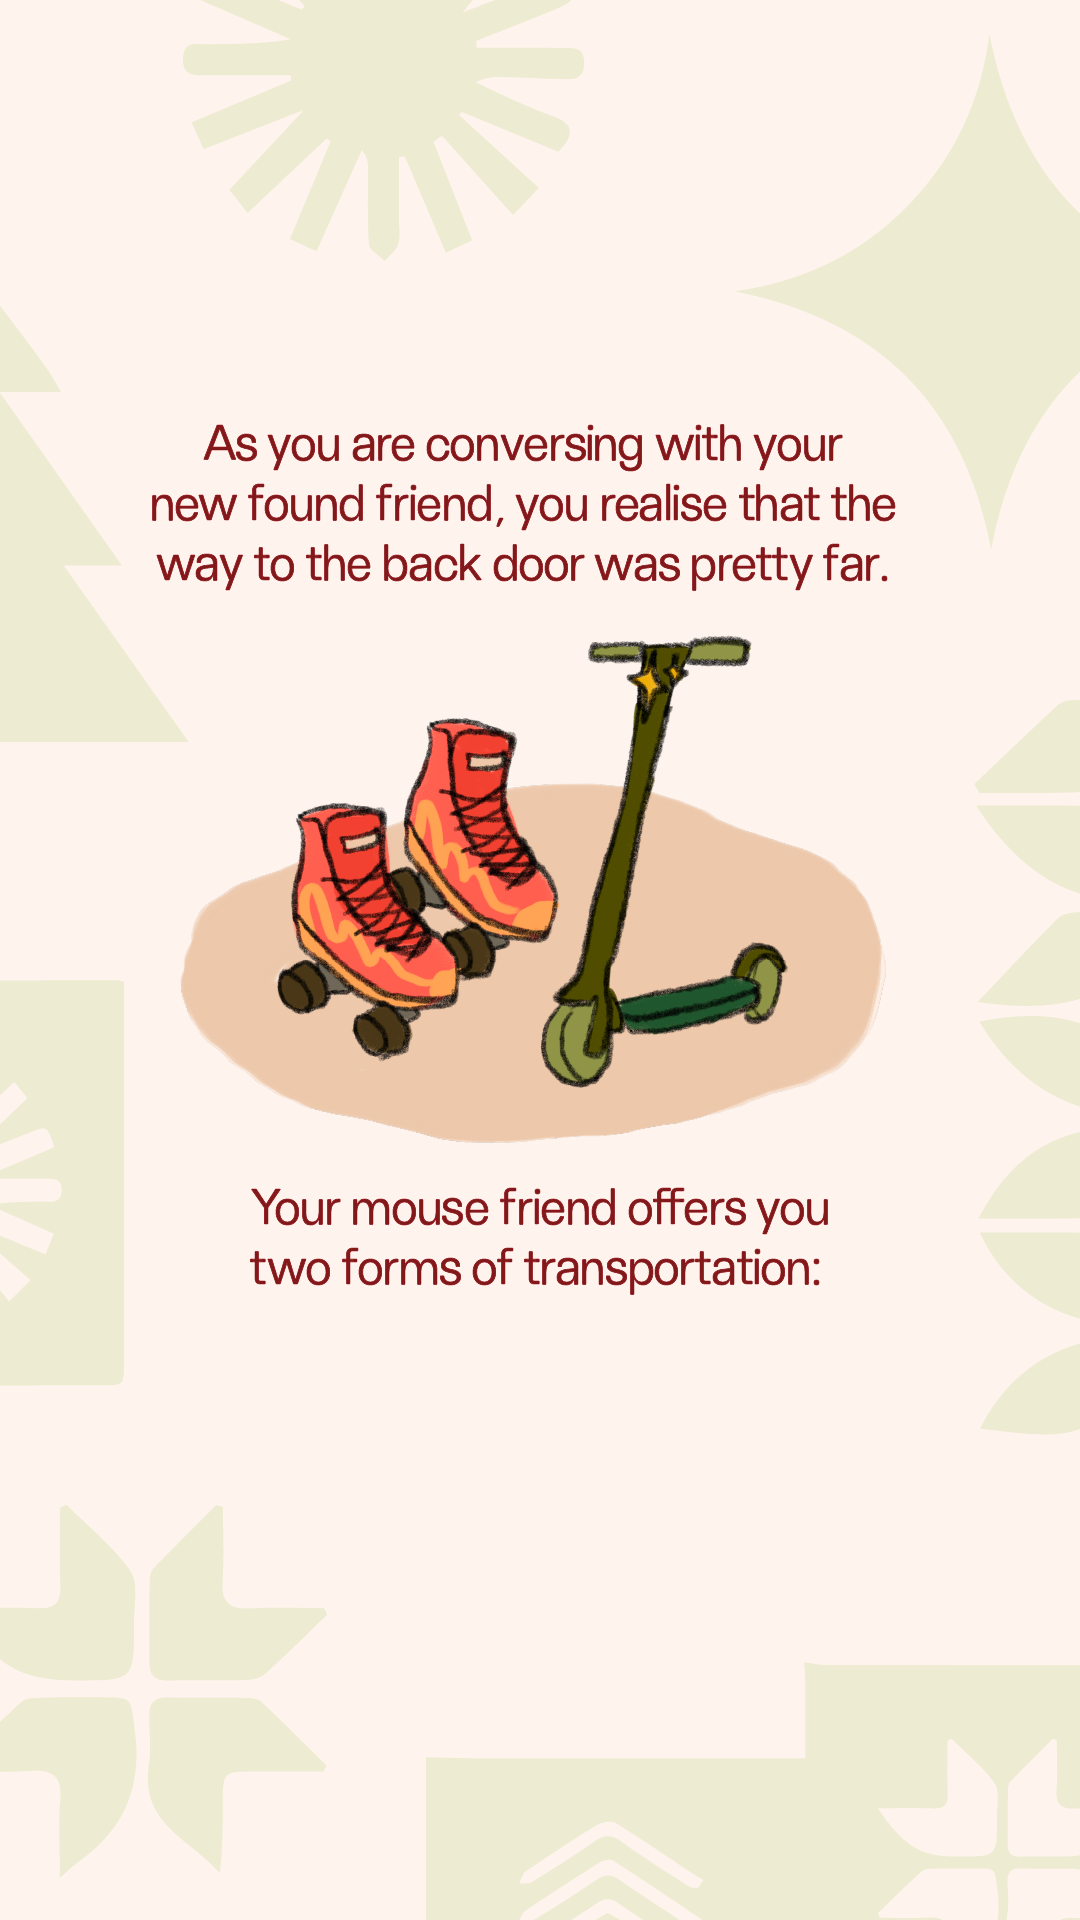 As you are conversing with your
new found friend, you realise that the
way to the back door was pretty far.
Your mouse friend offers you
two forms of transportation: